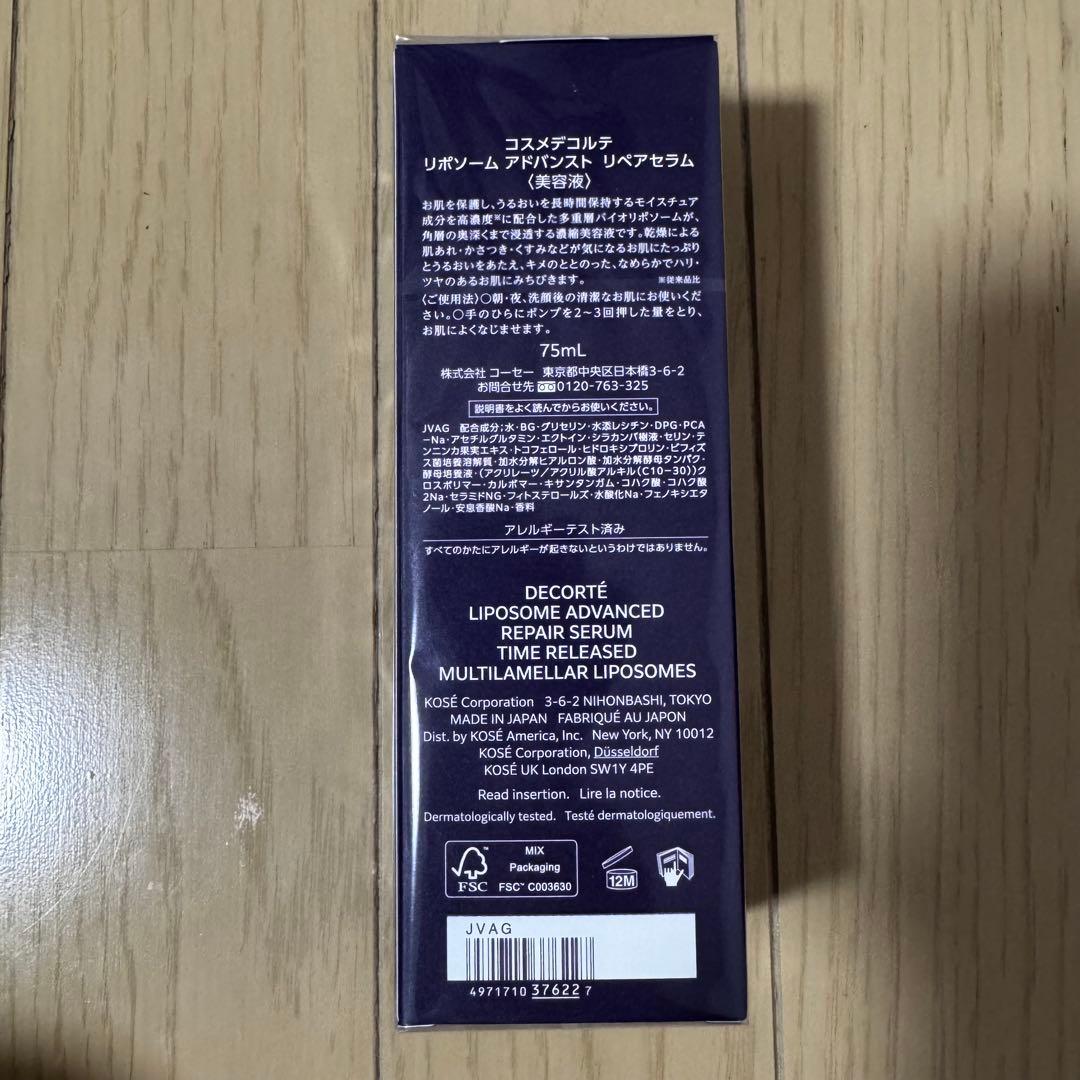 コスメデコルテ
リポソーム アドバンスト リペアセラム
〈美容液〉
お肌を保護し、うるおいを長時間保持するモイスチュア
成分を高濃度※に配合した多重層バイオリポソームが、
角層の奥深くまで浸透する濃縮美容液です。乾燥による
肌あれ・かさつき・くすみなどが気になるお肌にたっぷり
とうるおいをあたえ、キメのととのった、なめらかでハリ・
ツヤのあるお肌にみちびきます。 ※従来品比
〈ご使用法〉○朝・夜、洗顔後の清潔なお肌にお使いくだ
さい。○手のひらにポンプを2～3回押した量をとり、
お肌によくなじませます。
75mL
株式会社 コーセー 東京都中央区日本橋3-6-2
お問合せ先 0120-763-325
説明書をよく読んでからお使いください。
JVAG 配合成分;水・BG・グリセリン・水添レシチン・DPG・PCA
-Na・アセチルグルタミン・エクトイン・シラカンバ樹液・セリン・テ
ンニンカ果実エキス・トコフェロール・ヒドロキシプロリン・ビフィズ
ス菌培養溶解質・加水分解ヒアルロン酸・加水分解酵母タンパク・
酵母培養液・(アクリレーツ／アクリル酸アルキル(C10-30))ク
ロスポリマー・カルボマー・キサンタンガム・コハク酸・コハク酸
2Na・セラミドNG・フィトステロールズ・水酸化Na・フェノキシエタ
ノール・安息香酸Na・香料
アレルギーテスト済み
すべてのかたにアレルギーが起きないというわけではありません。
DECORTÉ
LIPOSOME ADVANCED
REPAIR SERUM
TIME RELEASED
MULTILAMELLAR LIPOSOMES
KOSÉ Corporation 3-6-2 NIHONBASHI, TOKYO
MADE IN JAPAN FABRIQUÉ AU JAPON
Dist. by KOSÉ America, Inc. New York, NY 10012
KOSÉ Corporation, Düsseldorf
KOSÉ UK London SW1Y 4PE
Read insertion. Lire la notice.
Dermatologically tested. Testé dermatologiquement.
MIX
Packaging
FSC™ C003630
FSC
12M
JVAG
4971710 37622 7